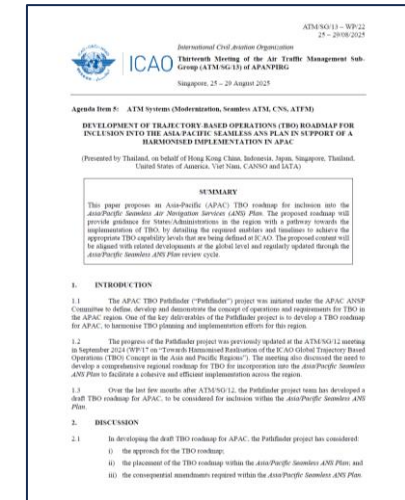 ATM/SG/13 – WP/22
25 – 29/08/2025
International Civil Aviation Organization
ICAO
Thirteenth Meeting of the Air Traffic Management Sub-
Group (ATM/SG/13) of APANPIRG
Singapore, 25 – 29 August 2025
Agenda Item 5: ATM Systems (Modernization, Seamless ATM, CNS, ATFM)
DEVELOPMENT OF TRAJECTORY-BASED OPERATIONS (TBO) ROADMAP FOR
INCLUSION INTO THE ASIA/PACIFIC SEAMLESS ANS PLAN IN SUPPORT OF A
HARMONISED IMPLEMENTATION IN APAC
(Presented by Thailand, on behalf of Hong Kong China, Indonesia, Japan, Singapore, Thailand,
United States of America, Viet Nam, CANSO and IATA)
SUMMARY
This paper proposes an Asia-Pacific (APAC) TBO roadmap for inclusion into the
Asia/Pacific Seamless Air Navigation Services (ANS) Plan. The proposed roadmap will
provide guidance for States/Administrations in the region with a pathway towards the
implementation of TBO, by detailing the required enablers and timelines to achieve the
appropriate TBO capability levels that are being defined at ICAO. The proposed content will
be aligned with related developments at the global level and regularly updated through the
Asia/Pacific Seamless ANS Plan review cycle.
1. INTRODUCTION
1.1 The APAC TBO Pathfinder ("Pathfinder") project was initiated under the APAC ANSP
Committee to define, develop and demonstrate the concept of operations and requirements for TBO in
the APAC region. One of the key deliverables of the Pathfinder project is to develop a TBO roadmap
for APAC, to harmonise TBO planning and implementation efforts for this region.
1.2 The progress of the Pathfinder project was previously updated at the ATM/SG/12 meeting
in September 2024 (WP/17 on "Towards Harmonised Realisation of the ICAO Global Trajectory Based
Operations (TBO) Concept in the Asia and Pacific Regions"). The meeting also discussed the need to
develop a comprehensive regional roadmap for TBO for incorporation into the Asia/Pacific Seamless
ANS Plan to facilitate a cohesive and efficient implementation across the region.
1.3 Over the last few months after ATM/SG/12, the Pathfinder project team has developed a
draft TBO roadmap for APAC, to be considered for inclusion within the Asia/Pacific Seamless ANS
Plan.
2. DISCUSSION
2.1 In developing the draft TBO roadmap for APAC, the Pathfinder project has considered:
i) the approach for the TBO roadmap;
ii) the placement of the TBO roadmap within the Asia/Pacific Seamless ANS Plan; and
iii) the consequential amendments required within the Asia/Pacific Seamless ANS Plan.